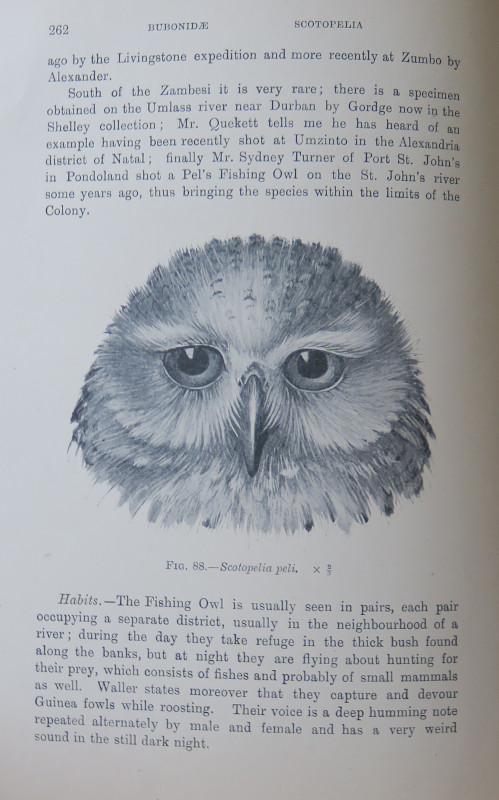 262 BUBONIDÆ SCOTOPELIA
ago by the Livingstone expedition and more recently at Zumbo by
Alexander.
South of the Zambesi it is very rare; there is a specimen
obtained on the Umlass river near Durban by Gordge now in the
Shelley collection; Mr. Quekett tells me he has heard of an
example having been recently shot at Umzinto in the Alexandria
district of Natal; finally Mr. Sydney Turner of Port St. John's
in Pondoland shot a Pel's Fishing Owl on the St. John's river
some years ago, thus bringing the species within the limits of the
Colony.
FIG. 88.—Scotopelia peli. ×
Habits.—The Fishing Owl is usually seen in pairs, each pair
occupying a separate district, usually in the neighbourhood of a
river; during the day they take refuge in the thick bush found
along the banks, but at night they are flying about hunting for
their prey, which consists of fishes and probably of small mammals
as well. Waller states moreover that they capture and devour
Guinea fowls while roosting. Their voice is a deep humming note
repeated alternately by male and female and has a very weird
sound in the still dark night.